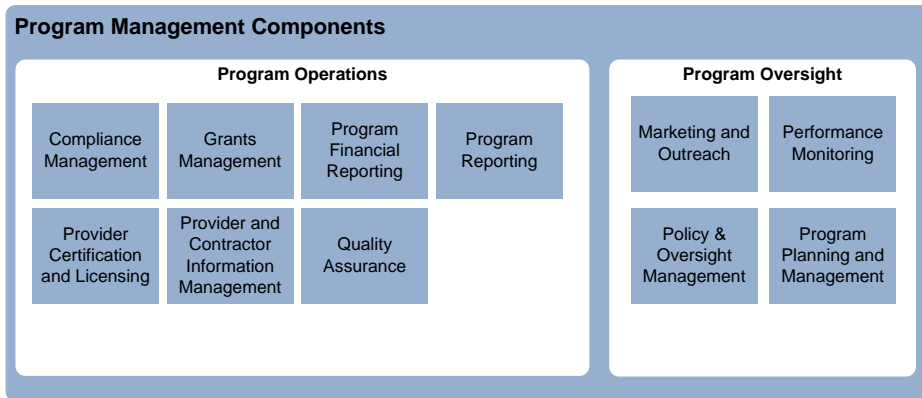 Program Management Components
Program Operations
Compliance
Management
Grants
Management
Program
Financial
Reporting
Program
Reporting
Provider
Certification
and Licensing
Provider and
Contractor
Information
Management
Quality
Assurance
Program Oversight
Marketing and
Outreach
Performance
Monitoring
Policy &
Oversight
Management
Program
Planning and
Management